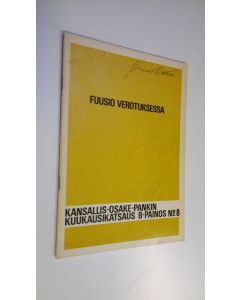 FUUSIO VEROTUKSESSA
KANSALLIS-OSAKE-PANKIN
KUUKAUSIKATSAUS B-PAINOS No 8